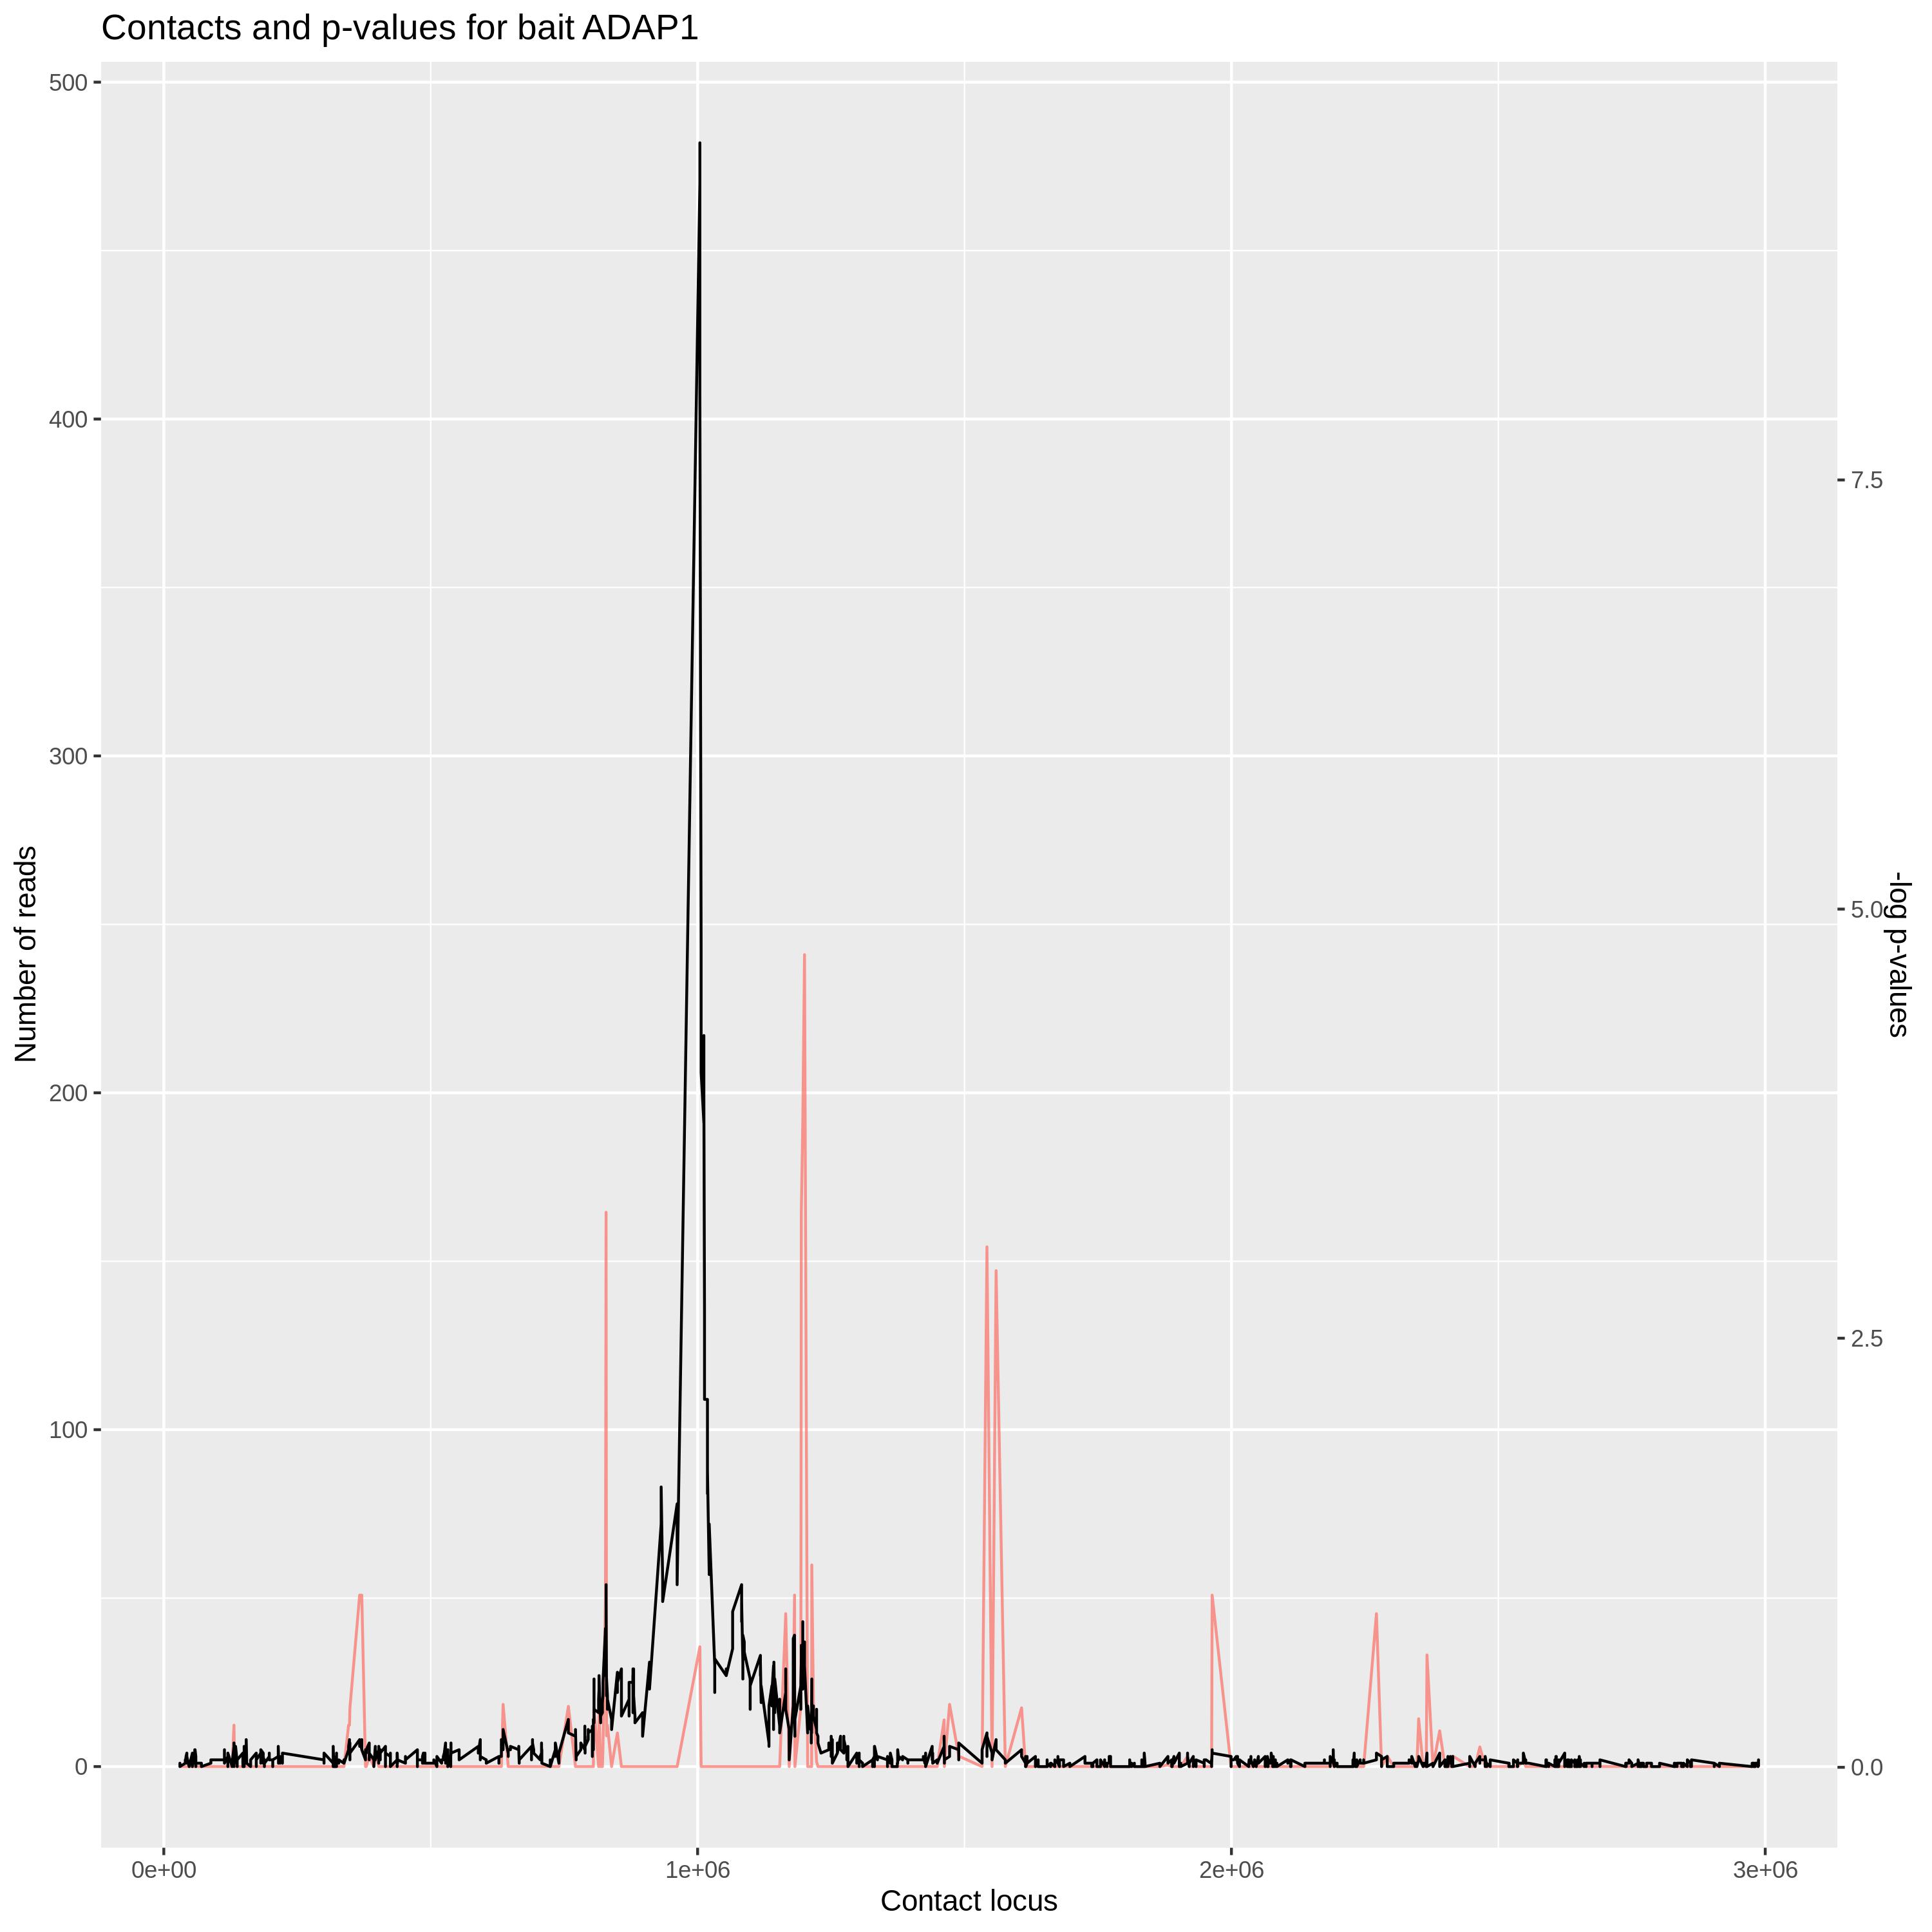 Contacts and p-values for bait ADAP1
500
400
300
200
100
0
Number of reads
7.5
5.0
2.5
0.0
-log p-values
0e+00
1e+06
2e+06
3e+06
Contact locus